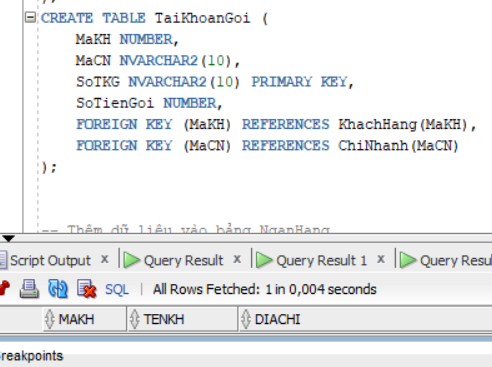 );
CREATE TABLE TaiKhoanGoi (
MaKH NUMBER,
MaCN NVARCHAR2(10),
SoTKG NVARCHAR2(10) PRIMARY KEY,
SoTienGoi NUMBER,
FOREIGN KEY (MaKH) REFERENCES KhachHang(MaKH),
FOREIGN KEY (MaCN) REFERENCES ChiNhanh(MaCN)
);
-- Thêm dữ liệu vào bảng NganHang
Script Output x Query Result x Query Result 1 x Query Resu
SQL | All Rows Fetched: 1 in 0,004 seconds
MAKH TENKH DIACHI
reakpoints